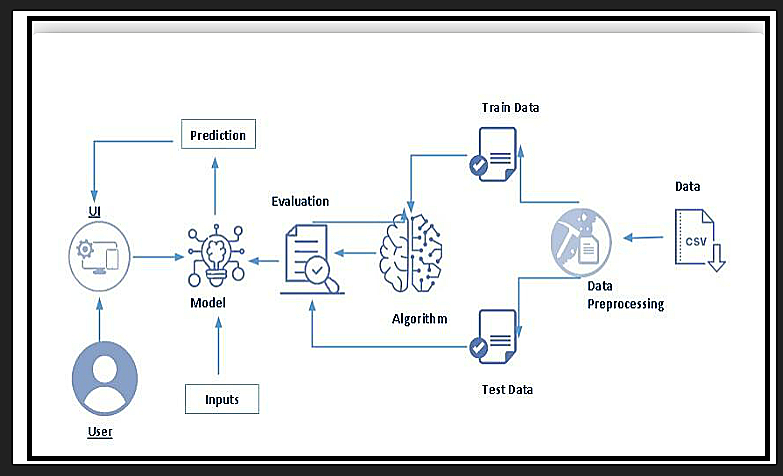 Train Data
Prediction
Evaluation
Data
UI
CSV
Data
Preprocessing
Model
Algorithm
Test Data
Inputs
User